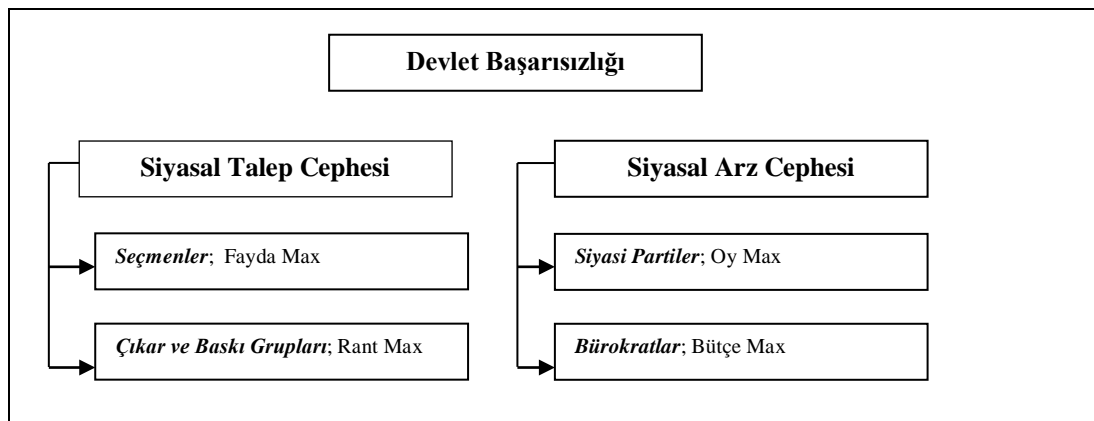 Devlet Başarısızlığı
Siyasal Talep Cephesi
Seçmenler; Fayda Max
Çıkar ve Baskı Grupları; Rant Max
Siyasal Arz Cephesi
Siyasi Partiler; Oy Max
Bürokratlar; Bütçe Max